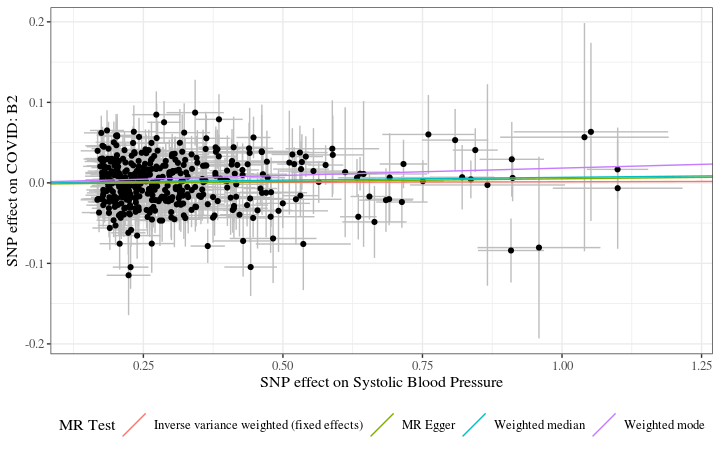 0.2
0.1
0.0
-0.1
-0.2
SNP effect on COVID: B2
0.25
0.50
0.75
1.00
1.25
SNP effect on Systolic Blood Pressure
MR Test
Inverse variance weighted (fixed effects)
MR Egger
Weighted median
Weighted mode